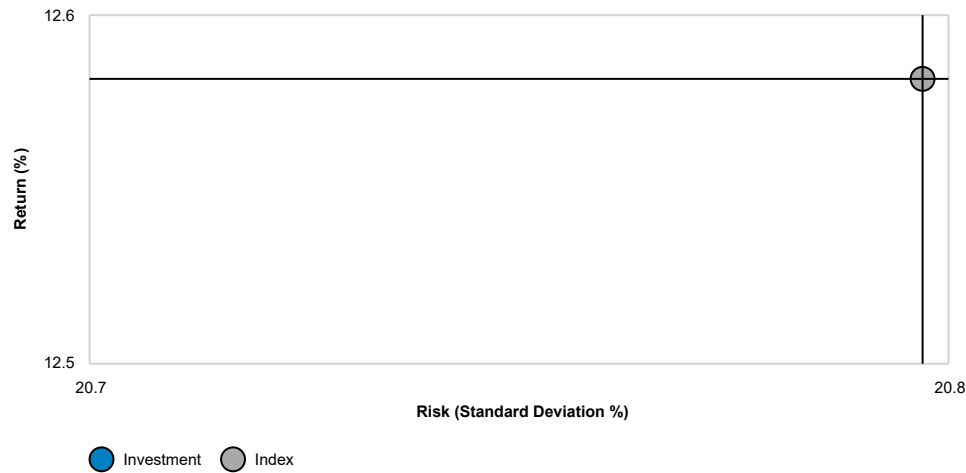 12.6
Return (%)
12.5
20.7
20.8
Risk (Standard Deviation %)
Investment
Index